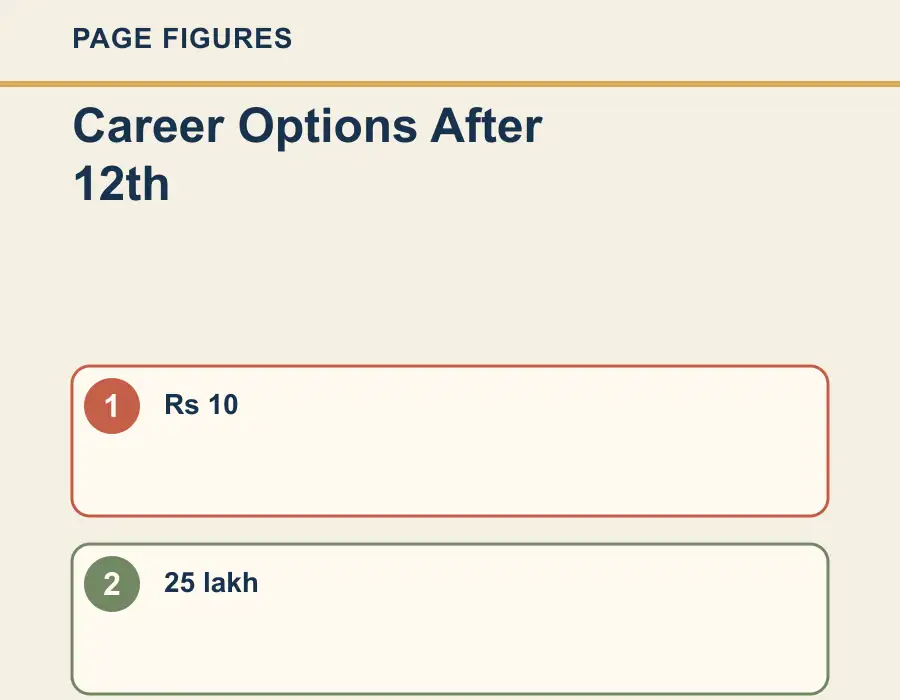 PAGE FIGURES
Career Options After
12th
1
Rs 10
2
25 lakh